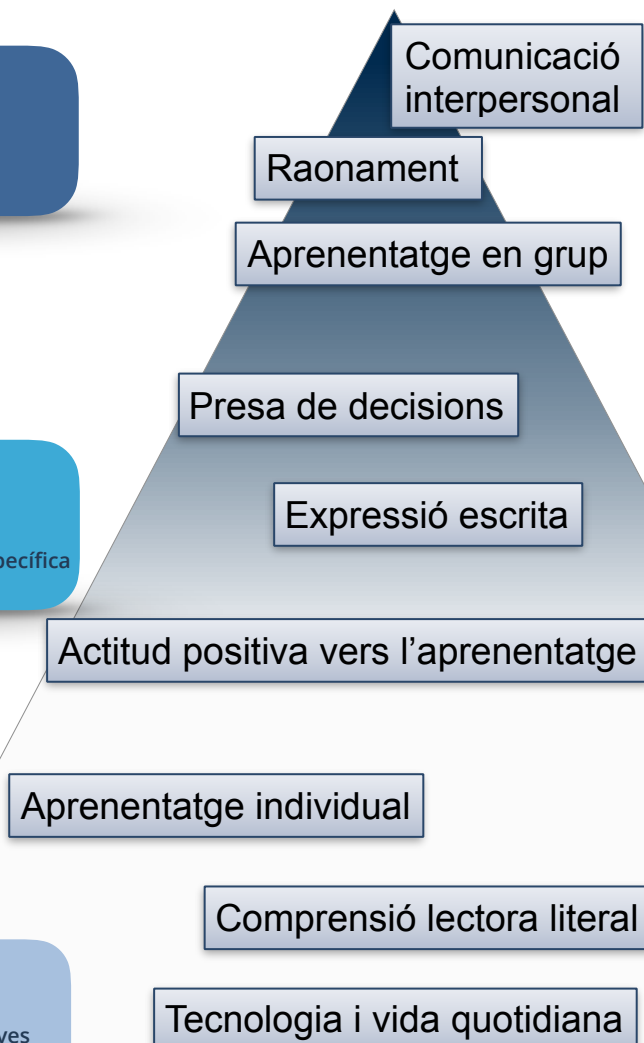 Comunicació
interpersonal
Raonament
Aprenentatge en grup
Presa de decisions
Expressió escrita
Actitud positiva vers l’aprenentatge
Aprenentatge individual
Comprensió lectora literal
Tecnologia i vida quotidiana